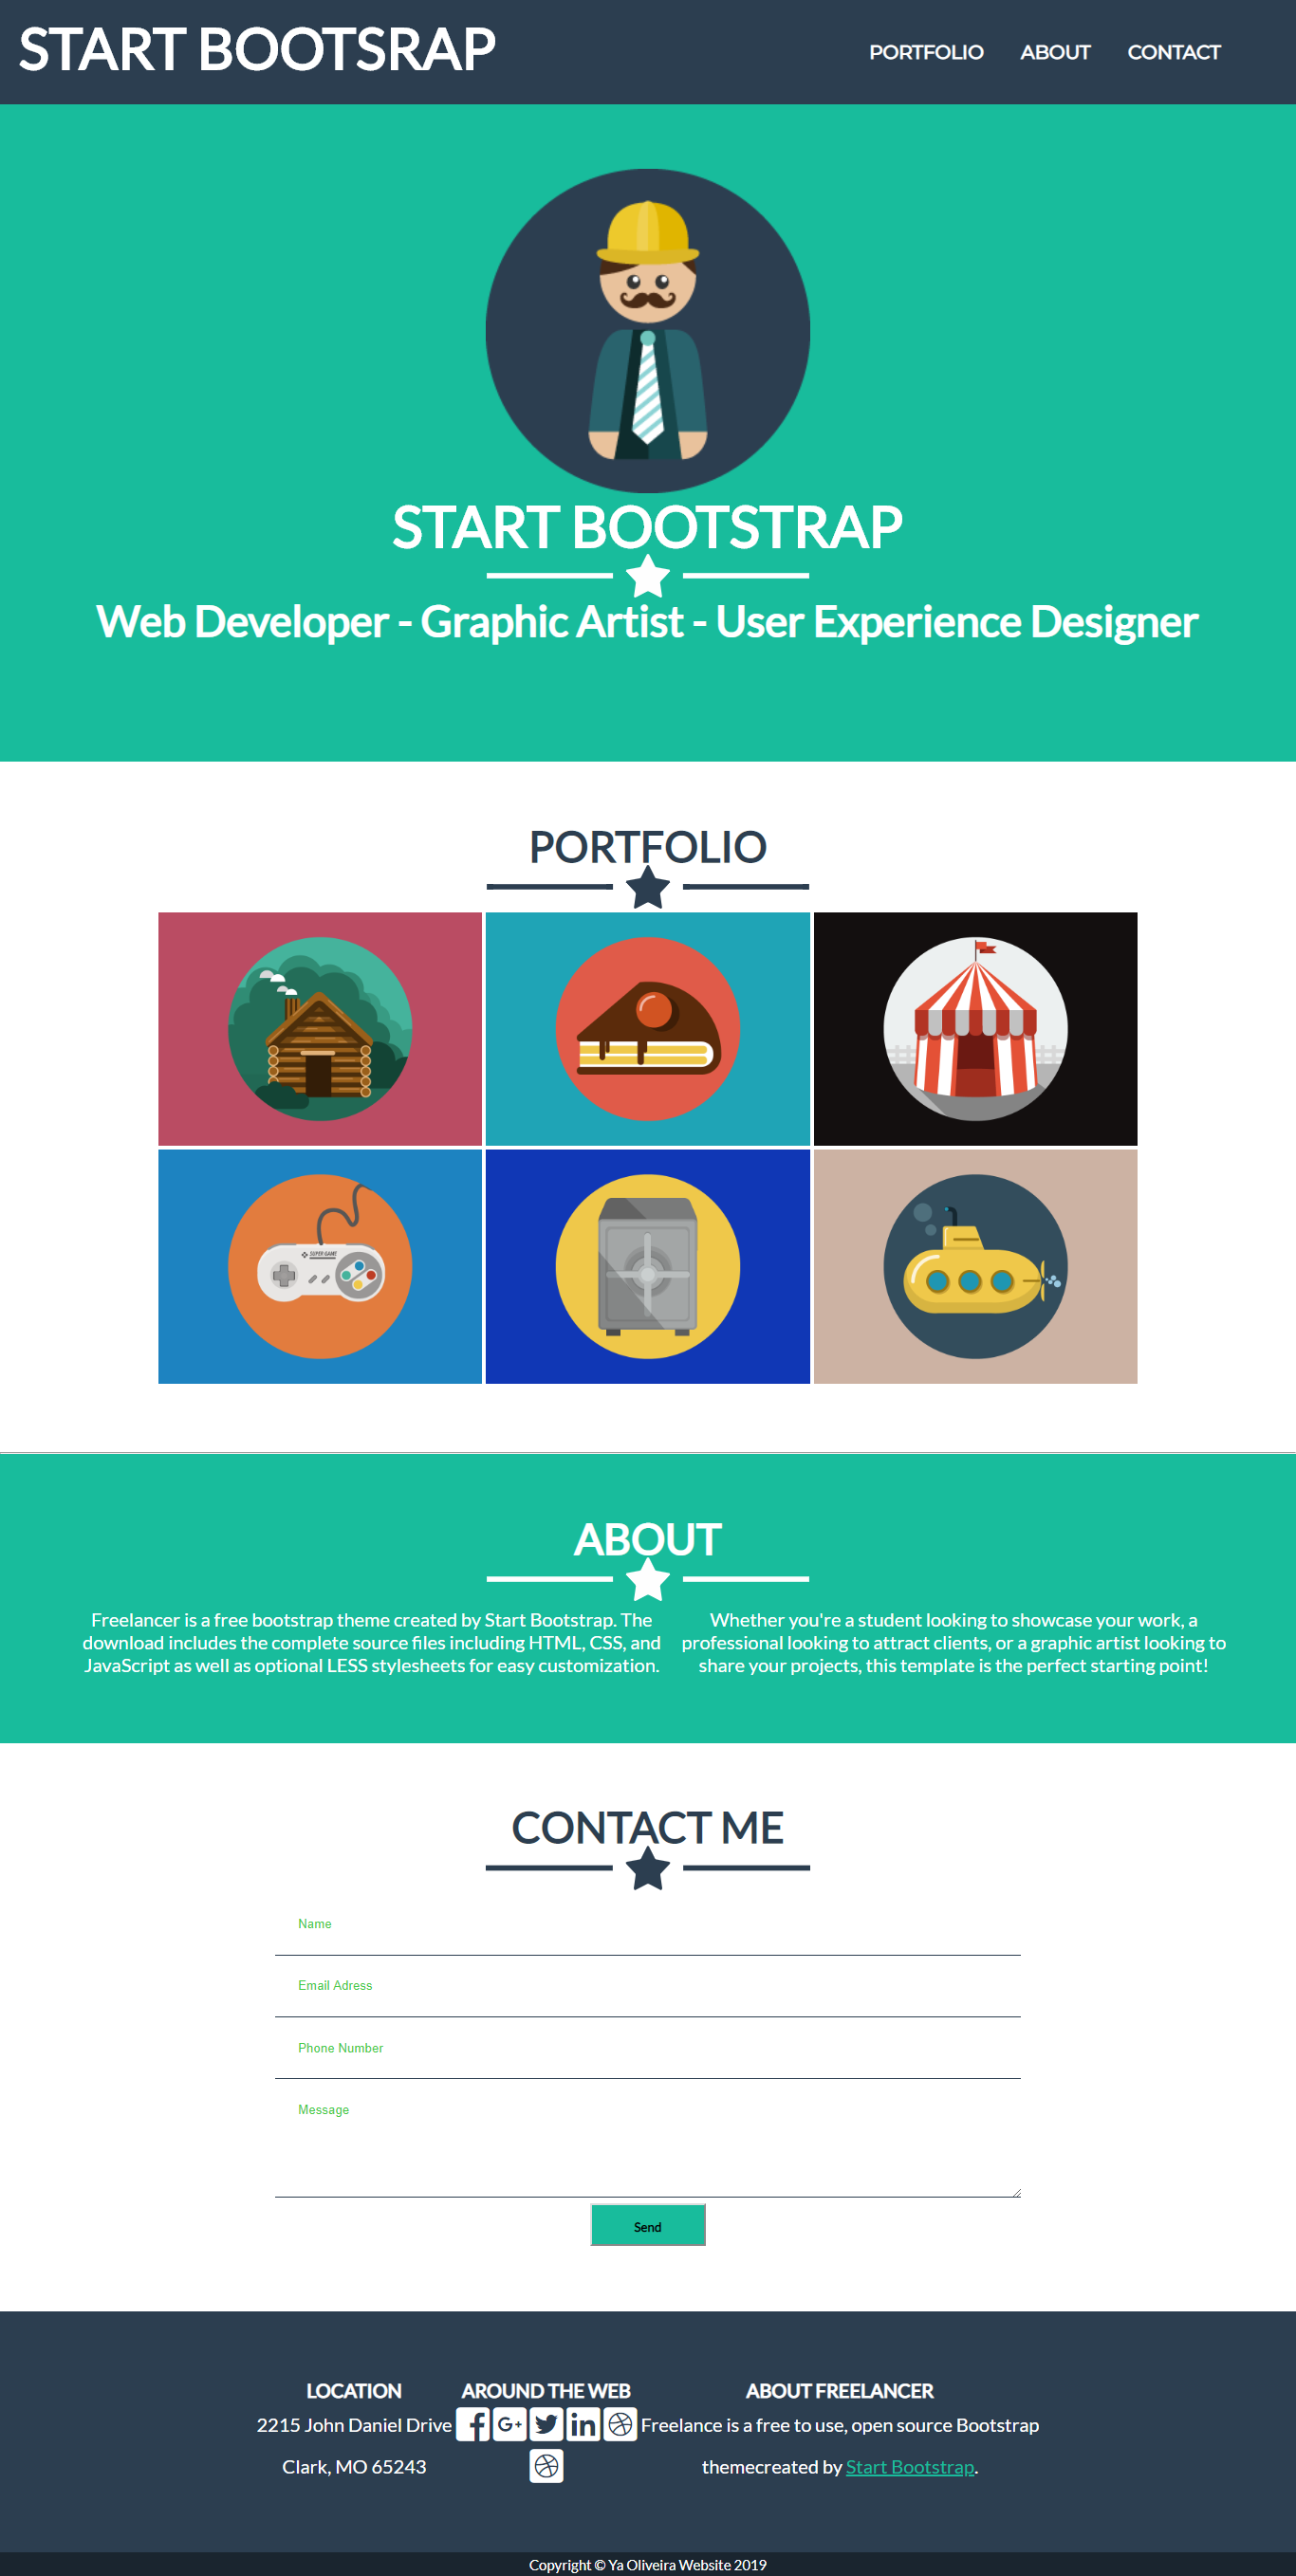 START BOOTSRAP
PORTFOLIO ABOUT CONTACT
START BOOTSTRAP
Web Developer - Graphic Artist - User Experience Designer
PORTFOLIO
SUPER GAME
ABOUT
Freelancer is a free bootstrap theme created by Start Bootstrap. The
download includes the complete source files including HTML, CSS, and
JavaScript as well as optional LESS stylesheets for easy customization.
Whether you're a student looking to showcase your work, a
professional looking to attract clients, or a graphic artist looking to
share your projects, this template is the perfect starting point!
CONTACT ME
Name
Email Adress
Phone Number
Message
Send
LOCATION
2215 John Daniel Drive
Clark, MO 65243
AROUND THE WEB
f G+ in
ABOUT FREELANCER
Freelance is a free to use, open source Bootstrap
themecreated by Start Bootstrap.
Copyright © Ya Oliveira Website 2019